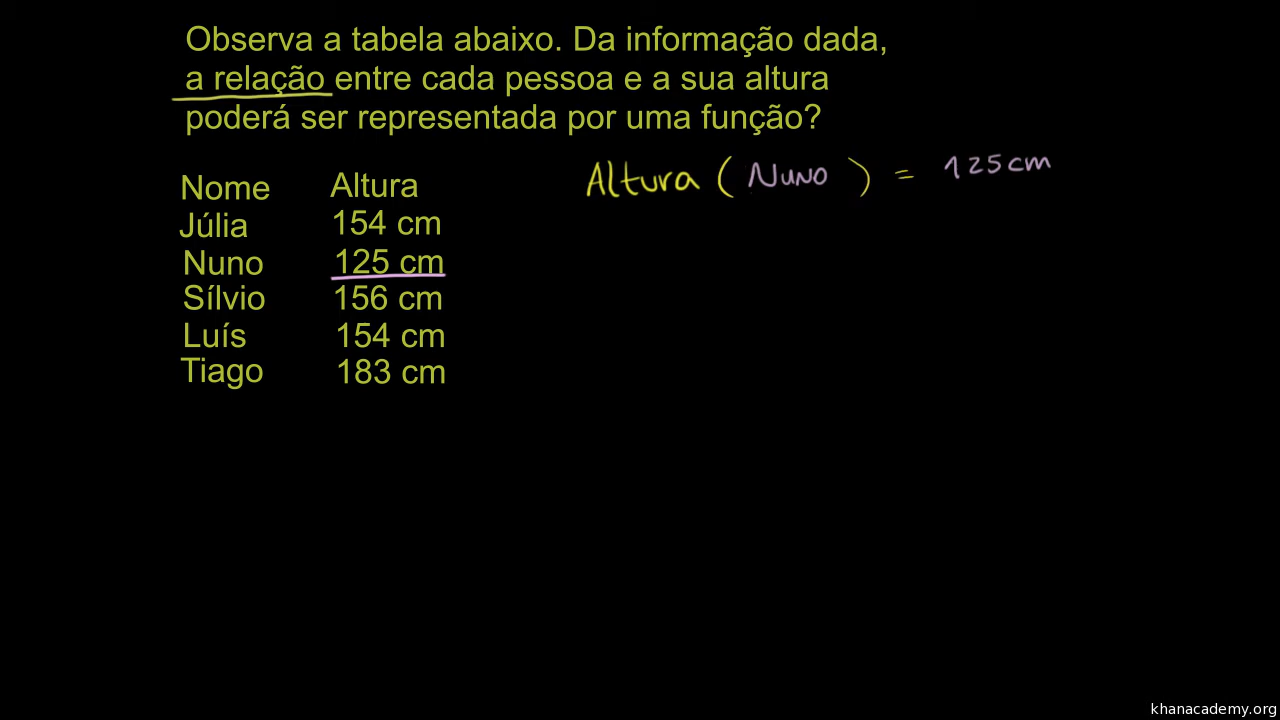 Observa a tabela abaixo. Da informação dada,
a relação entre cada pessoa e a sua altura
poderá ser representada por uma função?
Altura ( Nuno ) = 125cm
Nome Altura
Júlia 154 cm
Nuno 125 cm
Sílvio 156 cm
Luís 154 cm
Tiago 183 cm
khanacademy.org